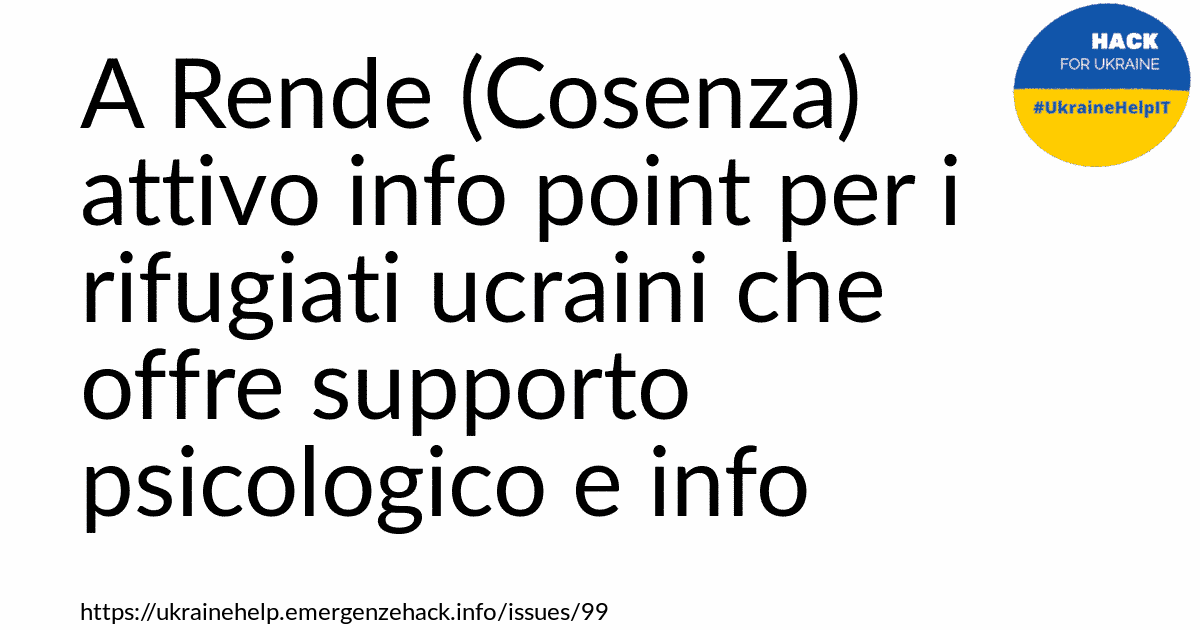 A Rende (Cosenza)
attivo info point per i
rifugiati ucraini che
offre supporto
psicologico e info
HACK
FOR UKRAINE
#UkraineHelpIT
https://ukrainehelp.emergenzehack.info/issues/99